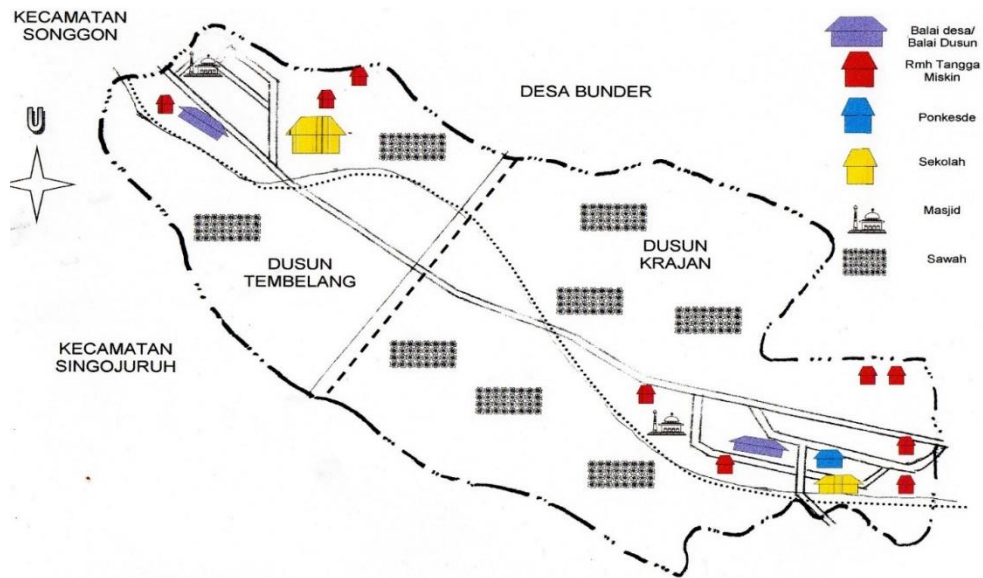 KECAMATAN
SONGGON
U
DESA BUNDER
DUSUN
TEMBELANG
DUSUN
KRAJAN
KECAMATAN
SINGOJURUH
Balai desa/
Balai Dusun
Rmh Tangga
Miskin
Ponkesde
Sekolah
Masjid
Sawah